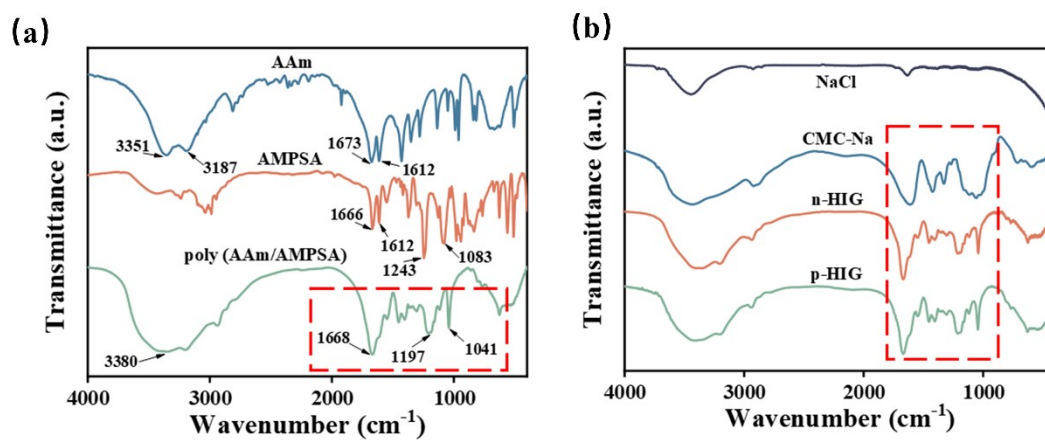 (a)
AAm
3351
3187
1673
1612
AMPSA
1666
1612
1243
1083
poly (AAm/AMPSA)
3380
1668
1197
1041
Transmittance (a.u.)
4000 3000 2000 1000
Wavenumber (cm⁻¹)
(b)
NaCl
CMC-Na
n-HIG
p-HIG
Transmittance (a.u.)
4000 3000 2000 1000
Wavenumber (cm⁻¹)